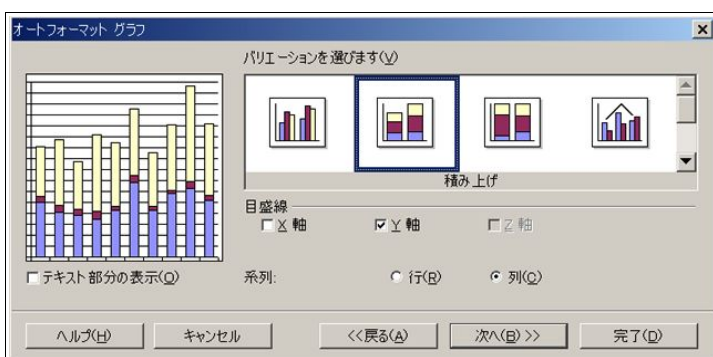 オートフォーマット グラフ
バリエーションを選びます(V)
積み上げ
目盛線
X 軸
Y 軸
Z 軸
テキスト部分の表示(O)
系列:
行(R)
列(C)
ヘルプ(H)
キャンセル
<<戻る(A)
次へ(B) >>
完了(D)